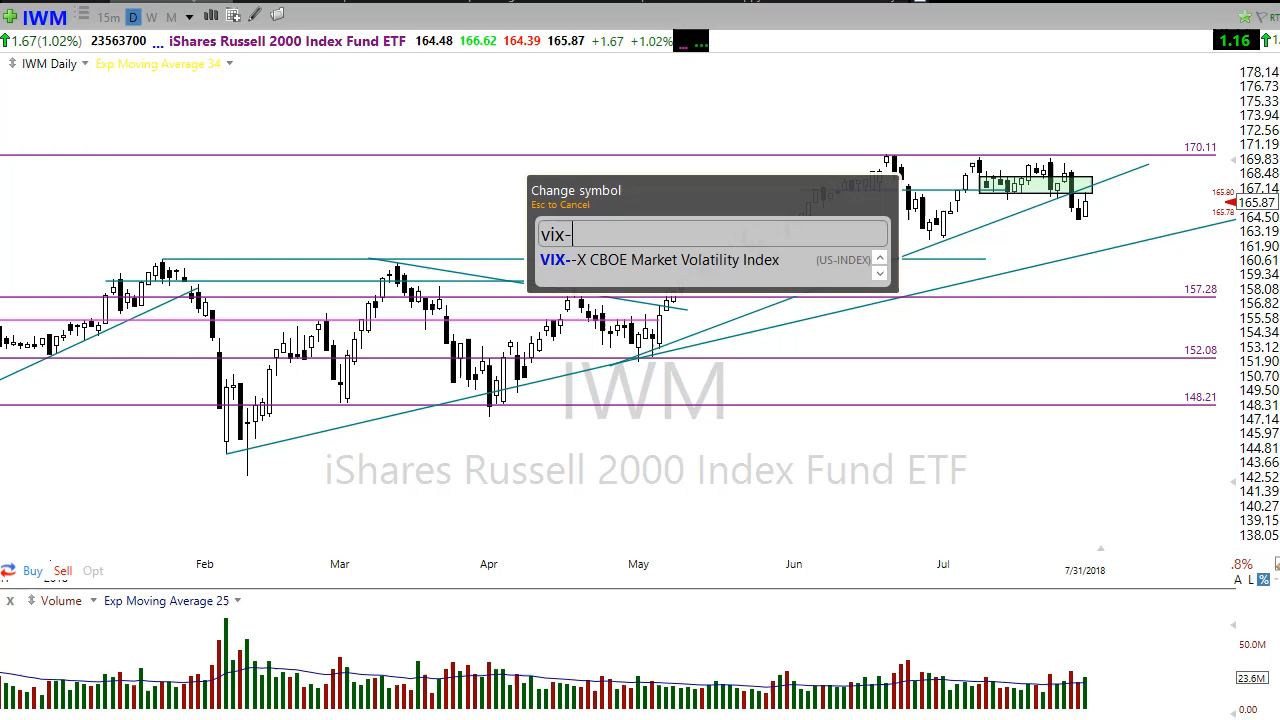 IWM 15m D W M RT
1.67(1.02%) 23563700 ... iShares Russell 2000 Index Fund ETF 164.48 166.62 164.39 165.87 +1.67 +1.02% ... ... 1.16
IWM Daily Exp Moving Average 34
178.14
176.73
175.33
173.94
172.56
171.19
170.11
169.83
168.48
167.14
165.80
165.87
165.78
164.50
163.19
161.90
160.61
159.34
158.08
157.28
156.82
155.58
154.34
153.12
152.08
151.90
150.70
149.50
148.21
148.31
147.14
145.97
144.81
143.66
142.52
141.39
140.27
139.15
138.05
Change symbol
Esc to Cancel
vix-
VIX--X CBOE Market Volatility Index (US-INDEX)
IWM
iShares Russell 2000 Index Fund ETF
Feb Mar Apr May Jun Jul
7/31/2018
Buy Sell Opt
.8%
A L %
X Volume Exp Moving Average 25
50.0M
23.6M
0.00